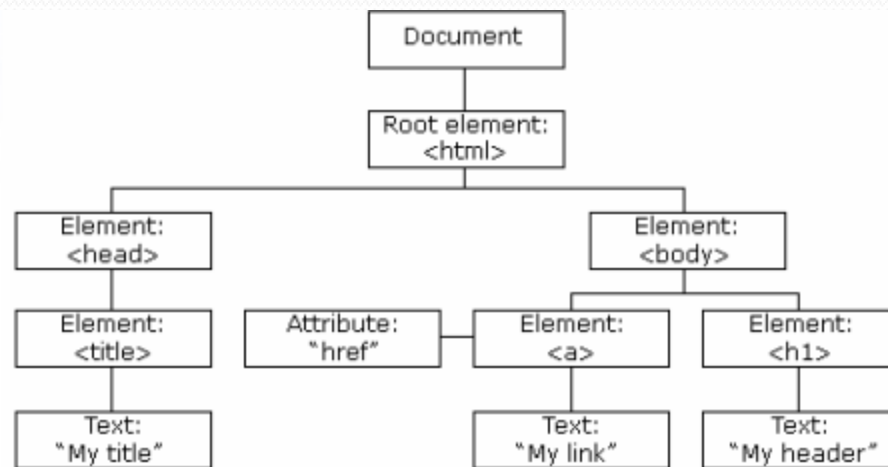 Document
Root element:
<html>
Element:
<head>
Element:
<body>
Element:
<title>
Attribute:
"href"
Element:
<a>
Element:
<h1>
Text:
"My title"
Text:
"My link"
Text:
"My header"